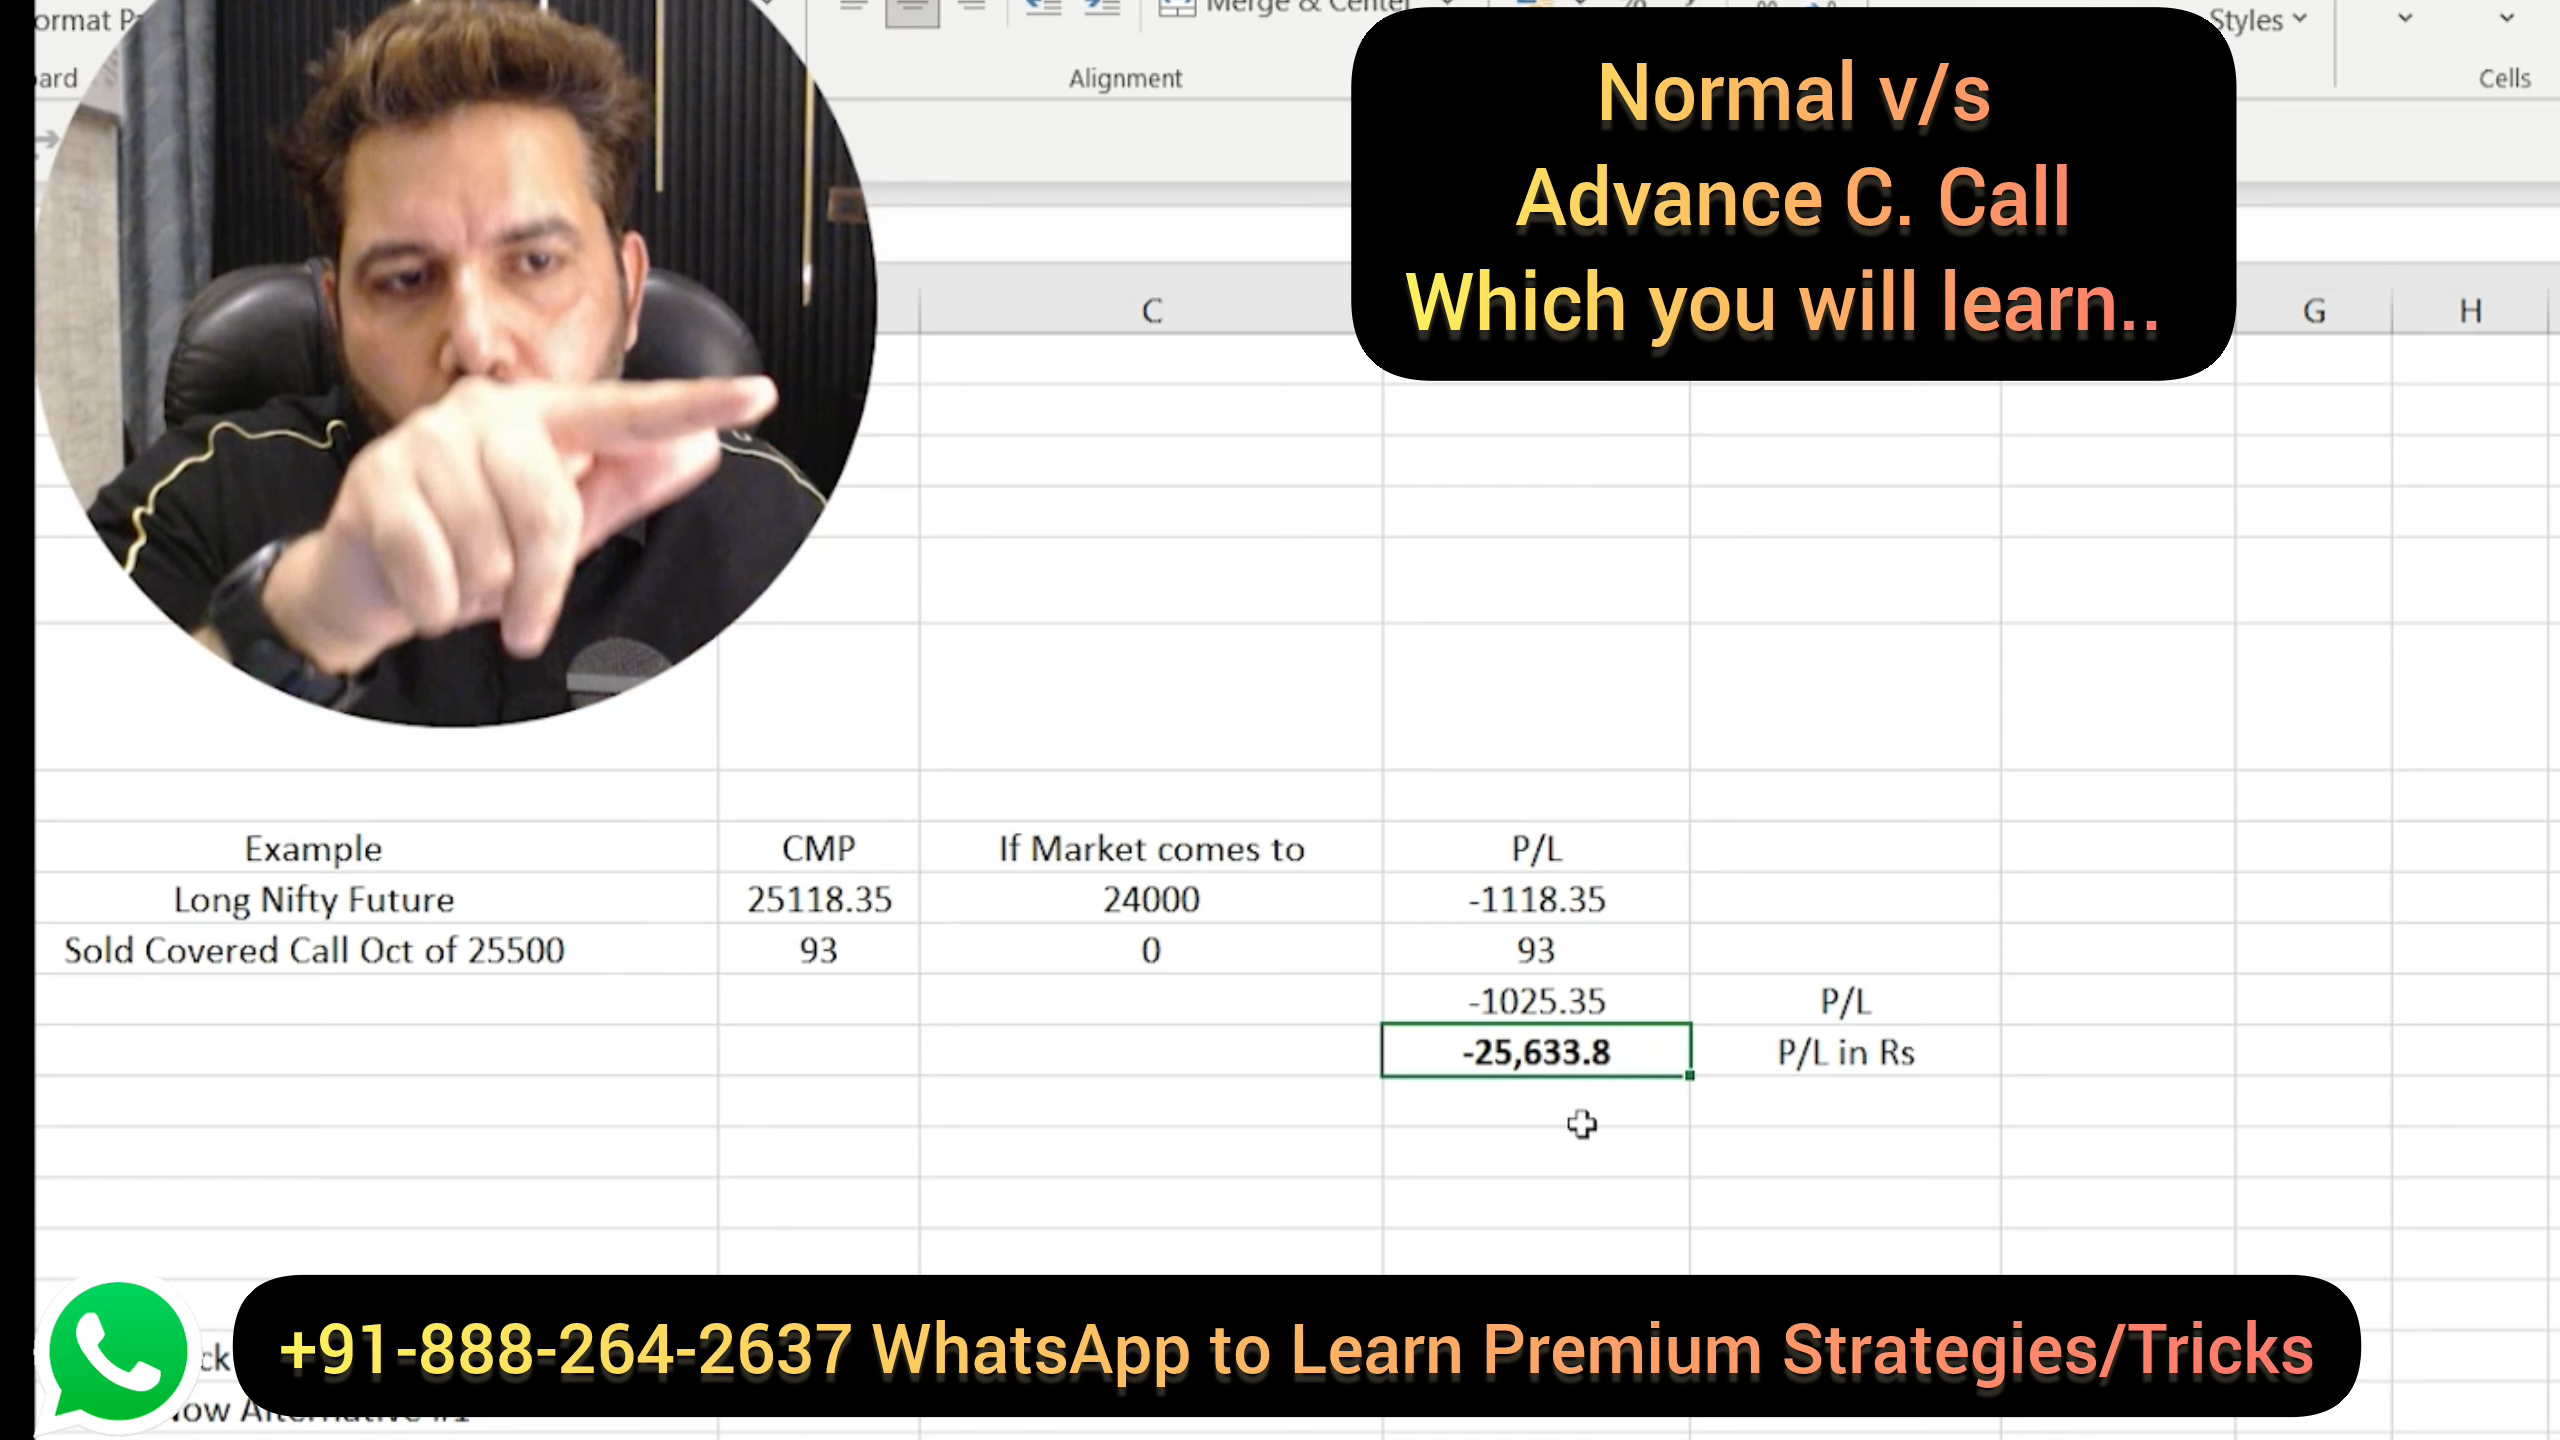 Styles
Alignment
Cells
Normal v/s
Advance C. Call
Which you will learn..
C
G
H
Example CMP If Market comes to P/L
Long Nifty Future 25118.35 24000 -1118.35
Sold Covered Call Oct of 25500 93 0 93
-1025.35 P/L
-25,633.8 P/L in Rs
+91-888-264-2637 WhatsApp to Learn Premium Strategies/Tricks